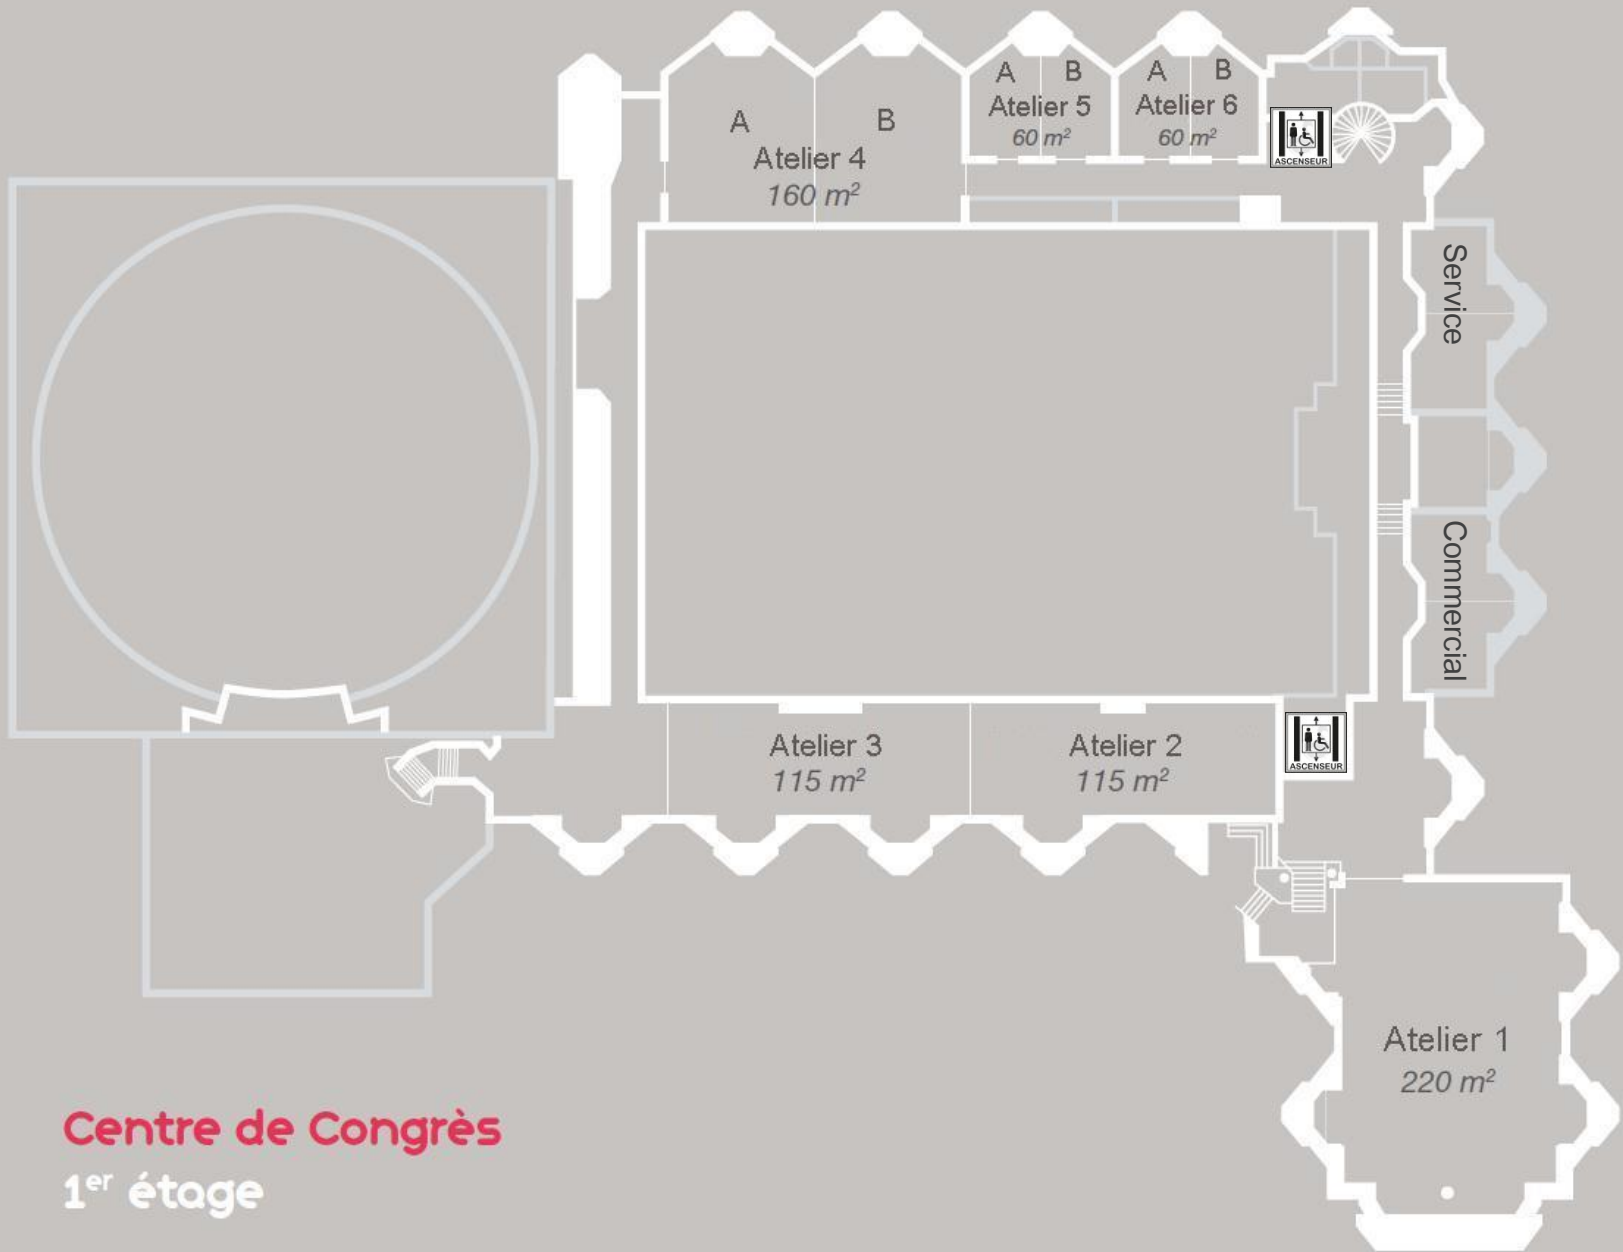 A
B
A
B
Atelier 5
60 m²
Atelier 6
60 m²
A
B
Atelier 4
160 m²
ASCENSEUR
Service
Commercial
Atelier 3
115 m²
Atelier 2
115 m²
ASCENSEUR
Atelier 1
220 m²
Centre de Congrès
1er étage